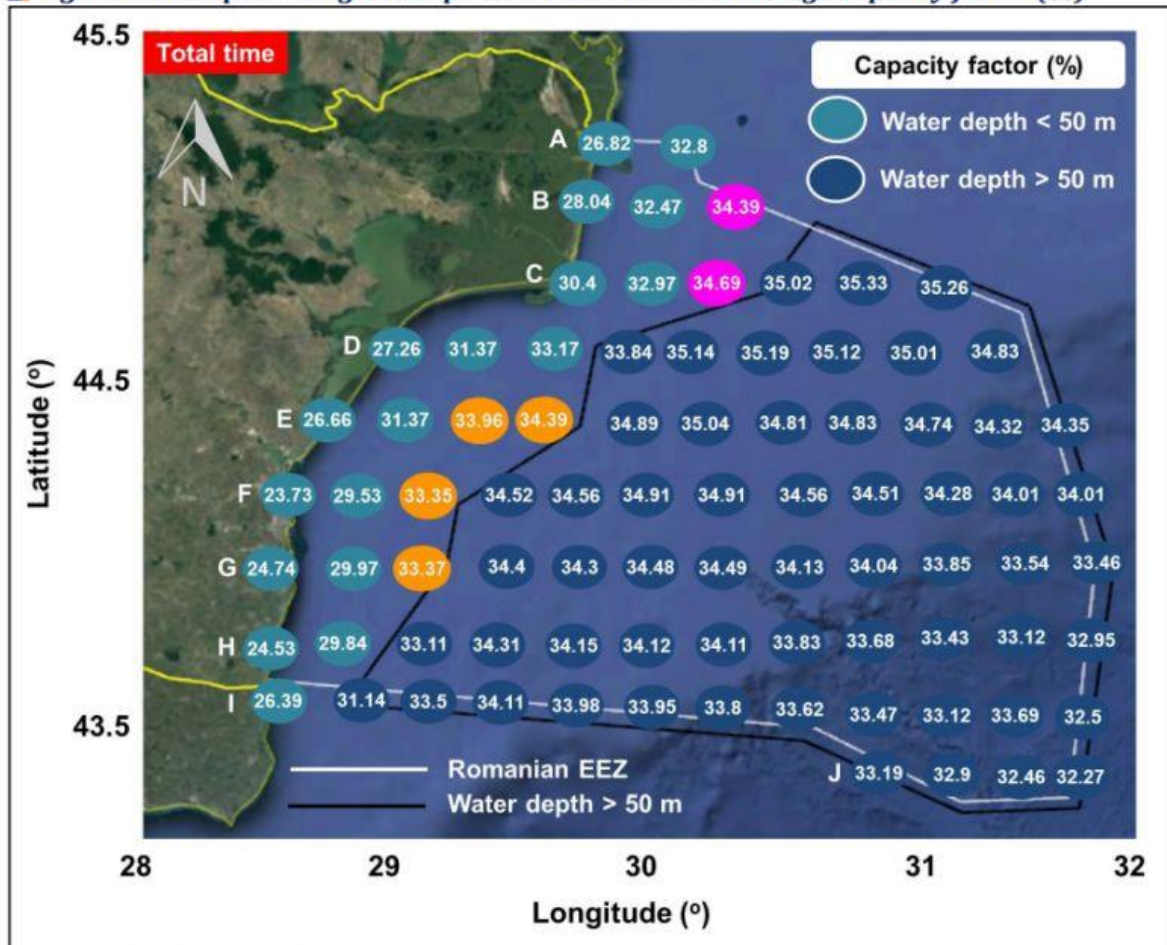 45.5
Total time
Capacity factor (%)
Water depth < 50 m
Water depth > 50 m
N
A 26.82 32.8
B 28.04 32.47 34.39
C 30.4 32.97 34.69 35.02 35.33 35.26
D 27.26 31.37 33.17 33.84 35.14 35.19 35.12 35.01 34.83
44.5
E 26.66 31.37 33.96 34.39 34.89 35.04 34.81 34.83 34.74 34.32 34.35
F 23.73 29.53 33.35 34.52 34.56 34.91 34.91 34.56 34.51 34.28 34.01 34.01
G 24.74 29.97 33.37 34.4 34.3 34.48 34.49 34.13 34.04 33.85 33.54 33.46
H 24.53 29.84 33.11 34.31 34.15 34.12 34.11 33.83 33.68 33.43 33.12 32.95
I 26.39 31.14 33.5 34.11 33.98 33.95 33.8 33.62 33.47 33.12 33.69 32.5
43.5
J 33.19 32.9 32.46 32.27
Romanian EEZ
Water depth > 50 m
Latitude (º)
28 29 30 31 32
Longitude (º)